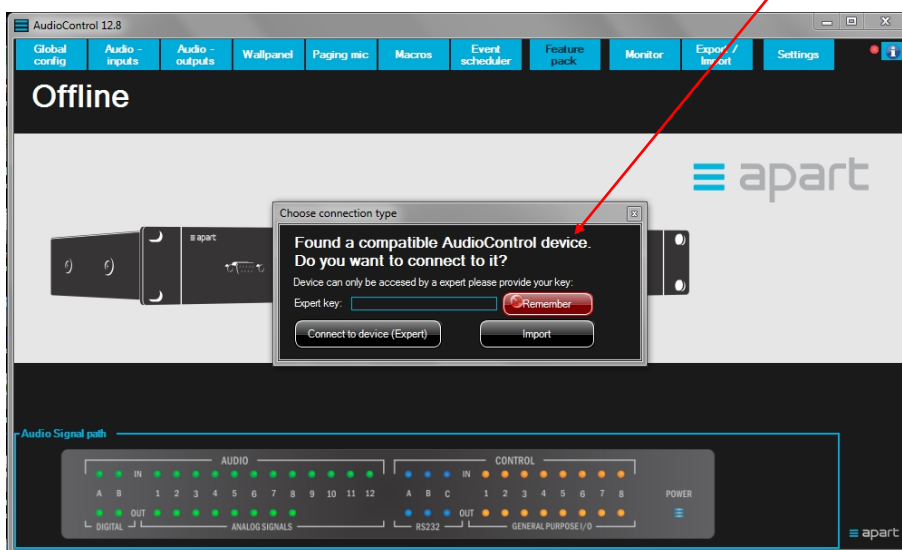 AudioControl 12.8
Global config
Audio - inputs
Audio - outputs
Wallpanel
Paging mic
Macros
Event scheduler
Feature pack
Monitor
Export / Import
Settings
Offline
apart
apart
Choose connection type
Found a compatible AudioControl device.
Do you want to connect to it?
Device can only be accesed by a expert please provide your key:
Expert key:
Remember
Connect to device (Expert)
Import
Audio Signal path
AUDIO
CONTROL
IN
IN
A B 1 2 3 4 5 6 7 8 9 10 11 12 A B C 1 2 3 4 5 6 7 8 POWER
OUT
OUT
DIGITAL
ANALOG SIGNALS
RS232
GENERAL PURPOSE I/O
apart